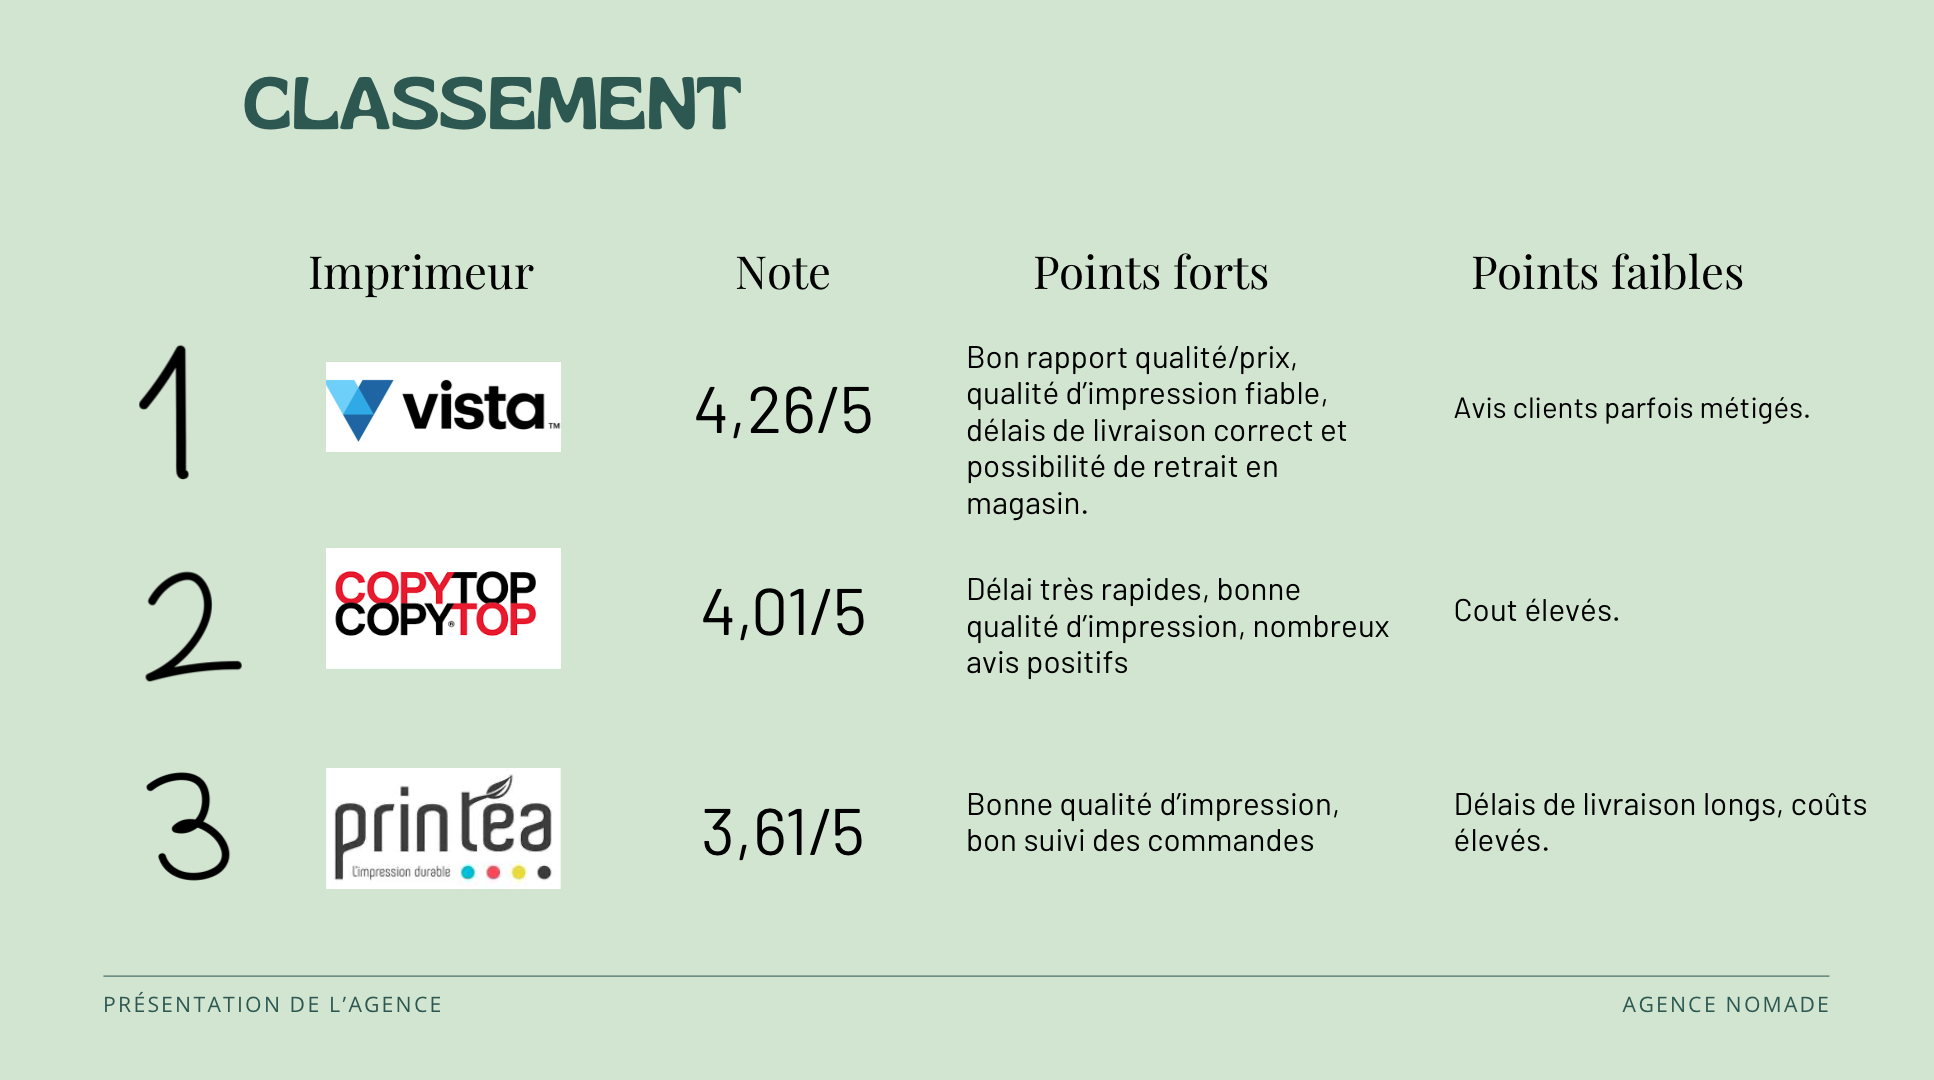 CLASSEMENT
Imprimeur Note Points forts Points faibles
1
vista™
4,26/5
Bon rapport qualité/prix,
qualité d’impression fiable,
délais de livraison correct et
possibilité de retrait en
magasin.
Avis clients parfois métigés.
2
COPYTOP
COPY®TOP
4,01/5
Délai très rapides, bonne
qualité d’impression, nombreux
avis positifs
Cout élevés.
3
printéa
L'impression durable
3,61/5
Bonne qualité d’impression,
bon suivi des commandes
Délais de livraison longs, coûts
élevés.
PRÉSENTATION DE L’AGENCE AGENCE NOMADE